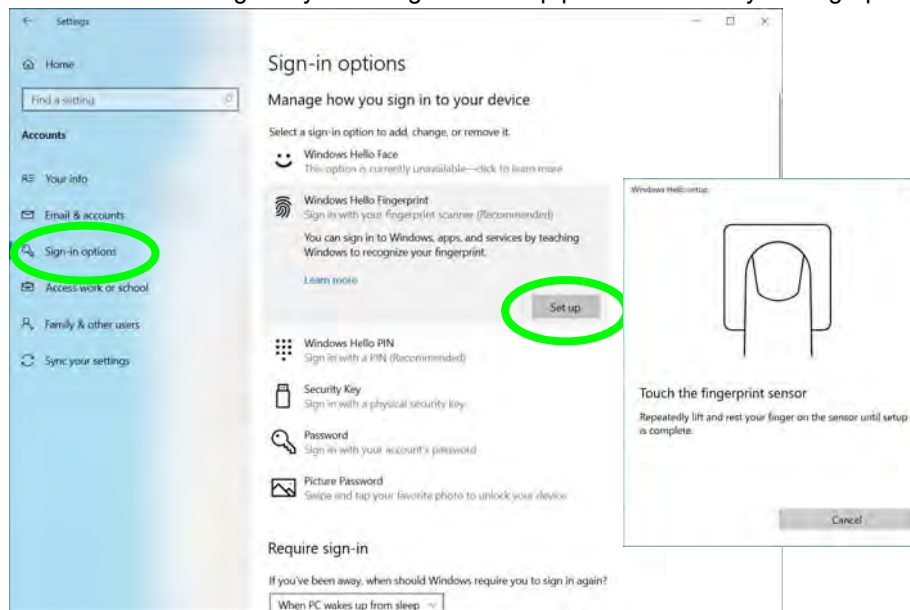 Settings
Home
Find a setting
Accounts
Your info
Email & accounts
Sign-in options
Access work or school
Family & other users
Sync your settings
Sign-in options
Manage how you sign in to your device
Select a sign-in option to add, change, or remove it.
Windows Hello Face
This option is currently unavailable—click to learn more
Windows Hello Fingerprint
Sign in with your fingerprint scanner (Recommended)
You can sign in to Windows, apps, and services by teaching
Windows to recognize your fingerprint.
Learn more
Set up
Windows Hello PIN
Sign in with a PIN (Recommended)
Security Key
Sign in with a physical security key
Password
Sign in with your account's password
Picture Password
Swipe and tap your favorite photo to unlock your device
Require sign-in
If you've been away, when should Windows require you to sign in again?
When PC wakes up from sleep
Windows Hello setup
Touch the fingerprint sensor
Repeatedly lift and rest your finger on the sensor until setup
is complete.
Cancel